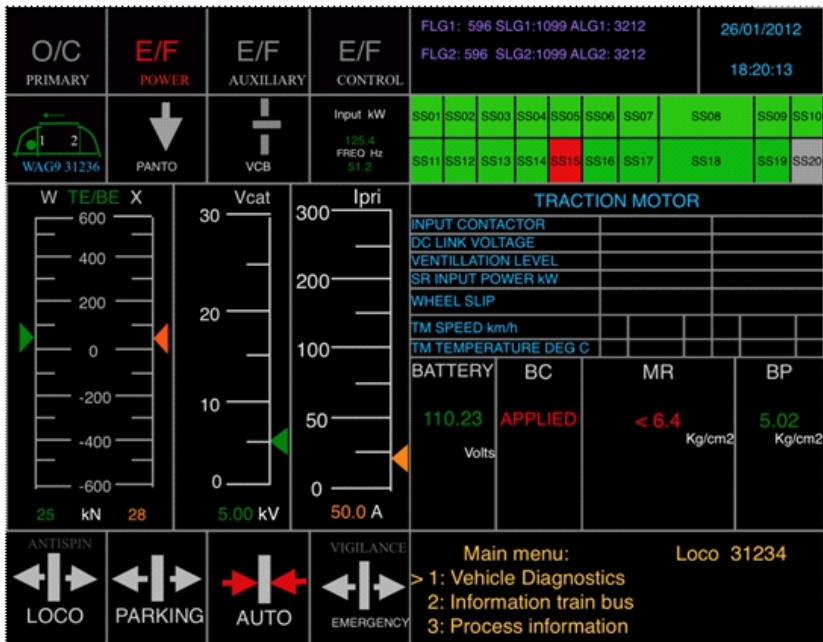 O/C
PRIMARY
E/F
POWER
E/F
AUXILIARY
E/F
CONTROL
FLG1: 596 SLG1:1099 ALG1: 3212
FLG2: 596 SLG2:1099 ALG2: 3212
26/01/2012
18:20:13
1 2
WAG9 31236
PANTO
VCB
Input kW
125.4
FREQ Hz
51.2
SS01 SS02 SS03 SS04 SS05 SS06 SS07 SS08 SS09 SS10
SS11 SS12 SS13 SS14 SS15 SS16 SS17 SS18 SS19 SS20
W TE/BE X
600
400
200
0
-200
-400
-600
25 kN 28
Vcat
30
20
10
0
5.00 kV
Ipri
300
200
100
50
0
50.0 A
TRACTION MOTOR
INPUT CONTACTOR
DC LINK VOLTAGE
VENTILLATION LEVEL
SR INPUT POWER kW
WHEEL SLIP
TM SPEED km/h
TM TEMPERATURE DEG C
BATTERY
110.23
Volts
BC
APPLIED
MR
< 6.4
Kg/cm2
BP
5.02
Kg/cm2
ANTISPIN
LOCO
PARKING
AUTO
VIGILANCE
EMERGENCY
Main menu: Loco 31234
> 1: Vehicle Diagnostics
2: Information train bus
3: Process information